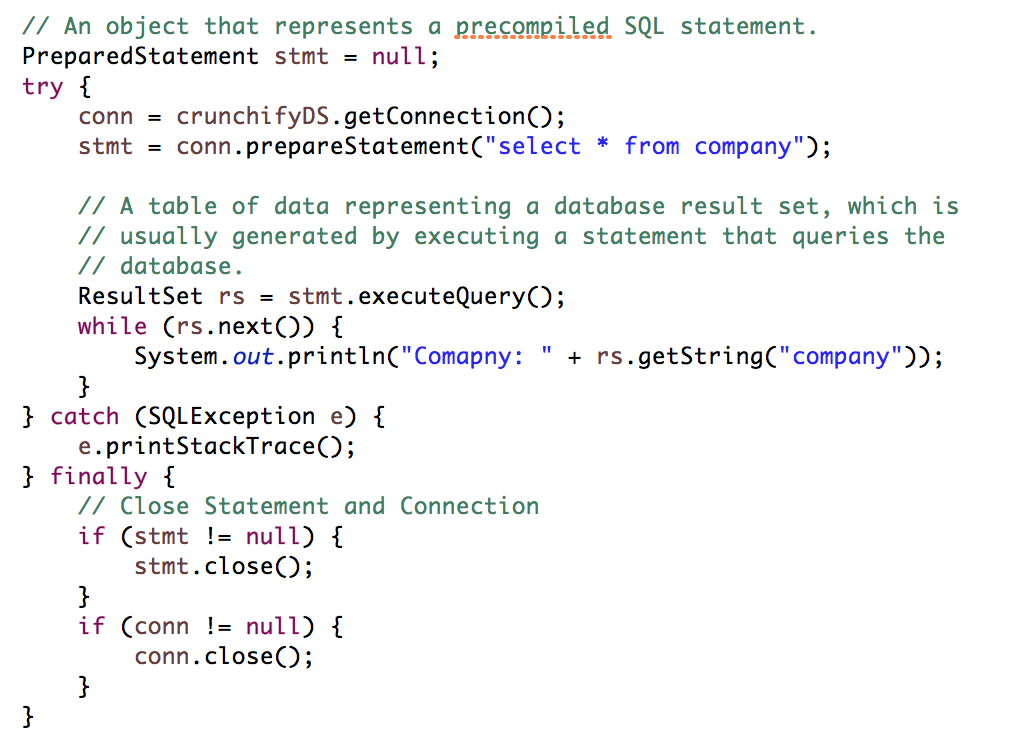 // An object that represents a precompiled SQL statement.
PreparedStatement stmt = null;
try {
    conn = crunchifyDS.getConnection();
    stmt = conn.prepareStatement("select * from company");

    // A table of data representing a database result set, which is
    // usually generated by executing a statement that queries the
    // database.
    ResultSet rs = stmt.executeQuery();
    while (rs.next()) {
        System.out.println("Comapny: " + rs.getString("company"));
    }
} catch (SQLException e) {
    e.printStackTrace();
} finally {
    // Close Statement and Connection
    if (stmt != null) {
        stmt.close();
    }
    if (conn != null) {
        conn.close();
    }
}